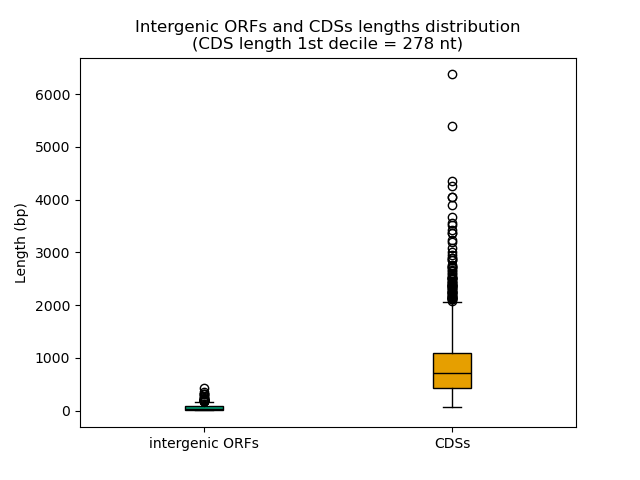 Intergenic ORFs and CDSs lengths distribution
(CDS length 1st decile = 278 nt)
Length (bp)
6000
5000
4000
3000
2000
1000
0
intergenic ORFs
CDSs